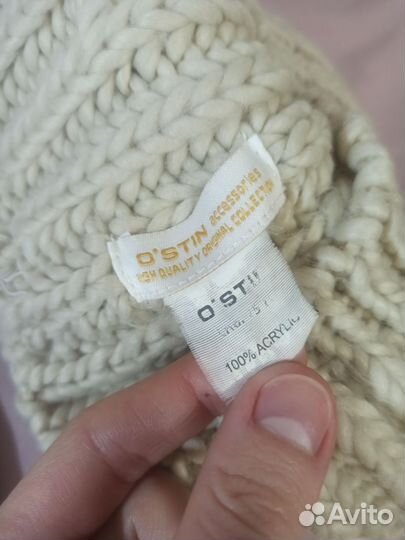 O'STIN accessories
HIGH QUALITY ORIGINAL COLLECTION
O'STIN
100% ACRYLIC
Avito